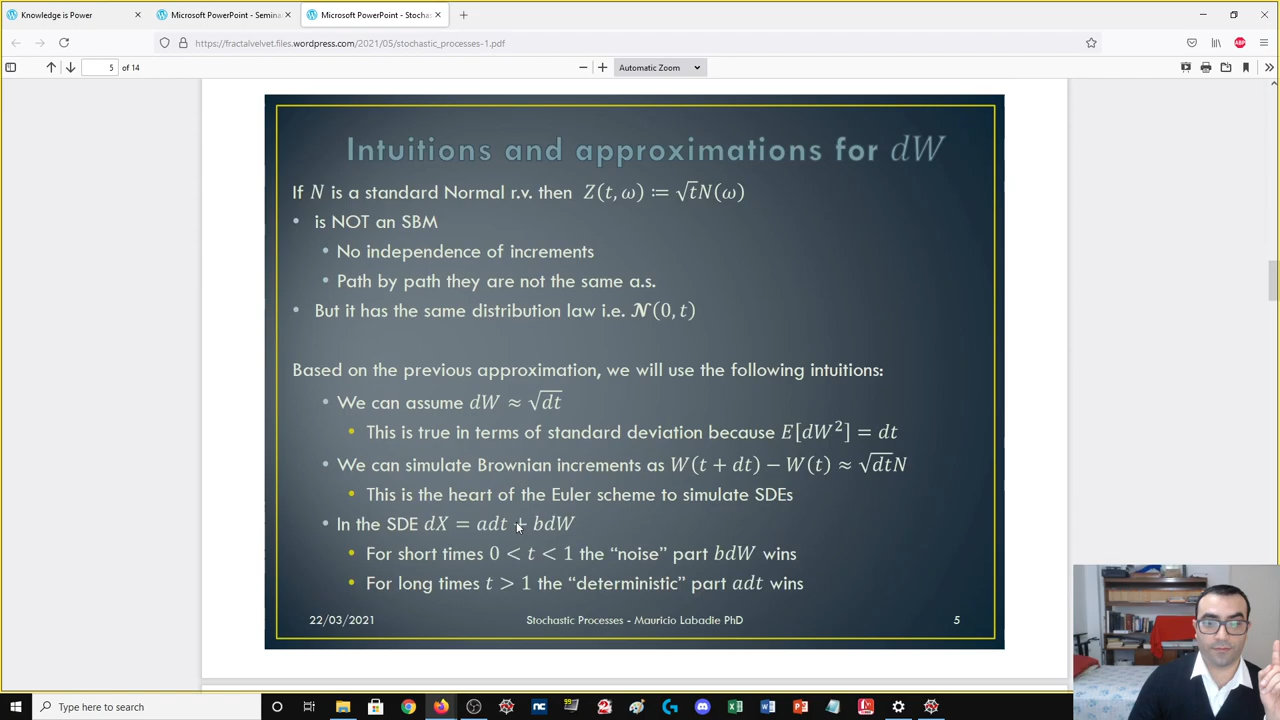 Knowledge is Power
Microsoft PowerPoint - Semina
Microsoft PowerPoint - Stochas
https://fractalvelvet.files.wordpress.com/2021/05/stochastic_processes-1.pdf
5 of 14
Automatic Zoom
Intuitions and approximations for dW
If N is a standard Normal r.v. then Z(t, ω) ≔ √t N(ω)
• is NOT an SBM
• No independence of increments
• Path by path they are not the same a.s.
• But it has the same distribution law i.e. 𝓝(0, t)
Based on the previous approximation, we will use the following intuitions:
• We can assume dW ≈ √dt
• This is true in terms of standard deviation because E[dW²] = dt
• We can simulate Brownian increments as W(t + dt) − W(t) ≈ √dt N
• This is the heart of the Euler scheme to simulate SDEs
• In the SDE dX = adt + bdW
• For short times 0 < t < 1 the “noise” part bdW wins
• For long times t > 1 the “deterministic” part adt wins
22/03/2021
Stochastic Processes - Mauricio Labadie PhD
5
Type here to search